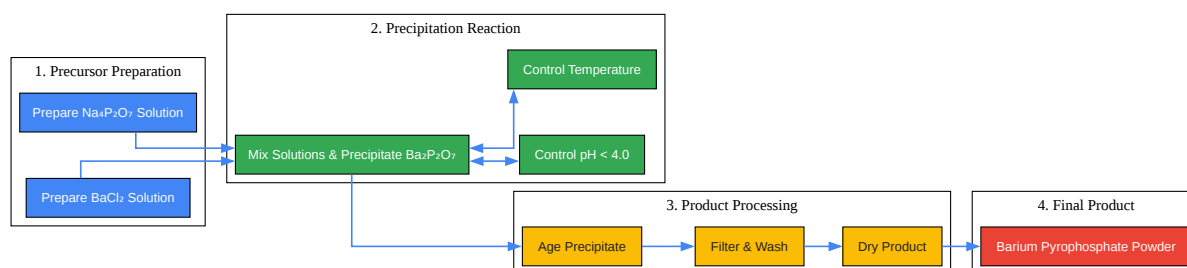 1. Precursor Preparation
Prepare Na₄P₂O₇ Solution
Prepare BaCl₂ Solution
2. Precipitation Reaction
Control Temperature
Mix Solutions & Precipitate Ba₂P₂O₇
Control pH < 4.0
3. Product Processing
Age Precipitate
Filter & Wash
Dry Product
4. Final Product
Barium Pyrophosphate Powder